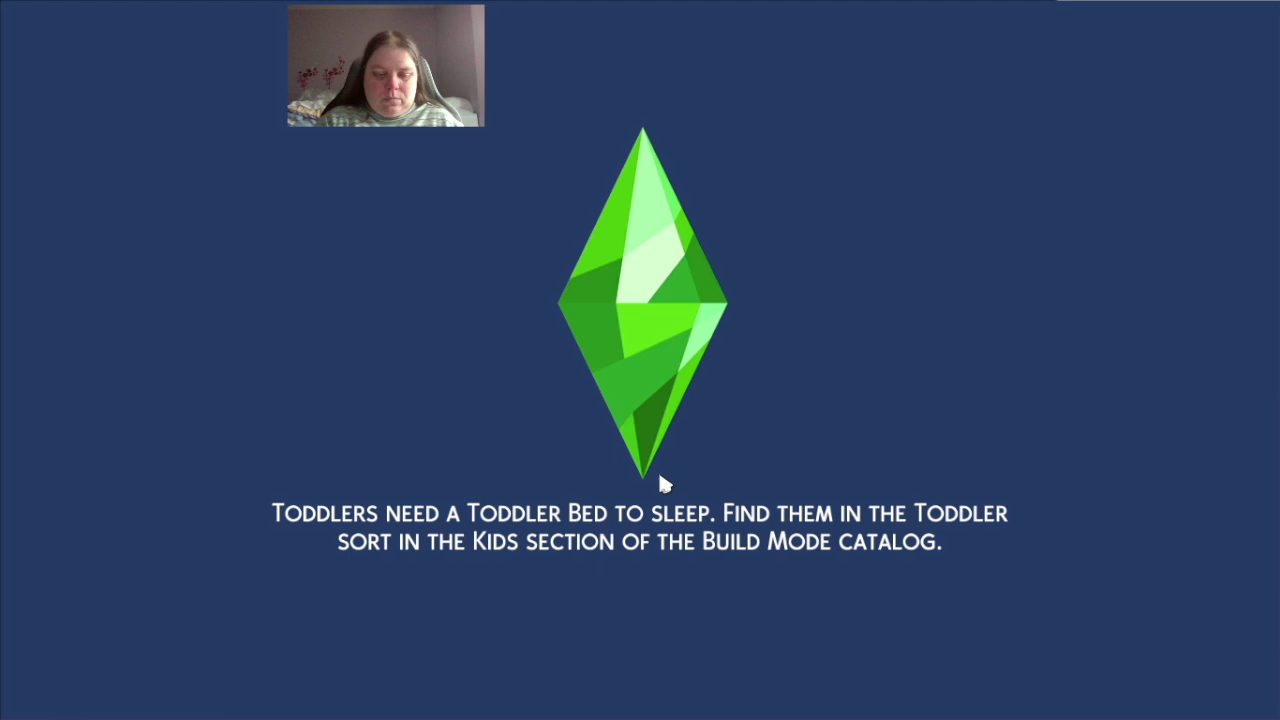 Toddlers need a Toddler Bed to sleep. Find them in the Toddler
sort in the Kids section of the Build Mode catalog.